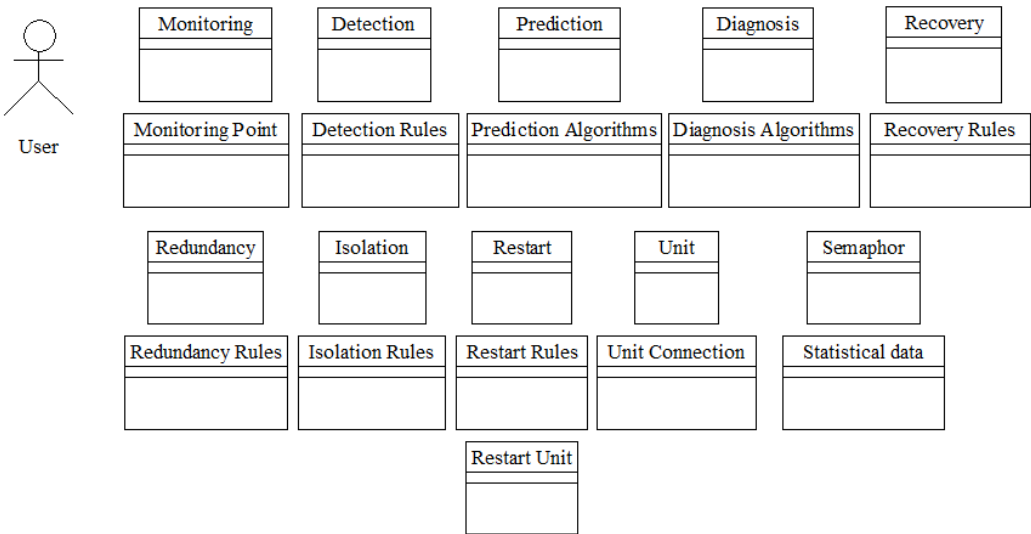 Monitoring
Detection
Prediction
Diagnosis
Recovery
User
Monitoring Point
Detection Rules
Prediction Algorithms
Diagnosis Algorithms
Recovery Rules
Redundancy
Isolation
Restart
Unit
Semaphor
Redundancy Rules
Isolation Rules
Restart Rules
Unit Connection
Statistical data
Restart Unit